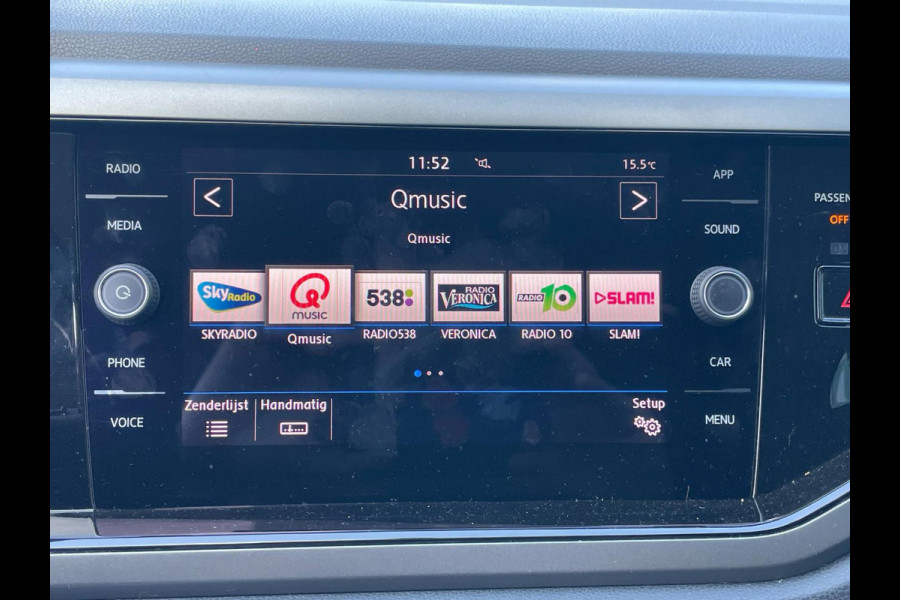 RADIO
MEDIA
PHONE
VOICE
11:52
15.5°C
<
Qmusic
>
Qmusic
Sky Radio
Q MUSIC
538
RADIO VERONICA
RADIO 10
SLAM!
SKYRADIO
Qmusic
RADIO538
VERONICA
RADIO 10
SLAM!
Zenderlijst
Handmatig
Setup
APP
SOUND
CAR
MENU
PASSEN
OFF